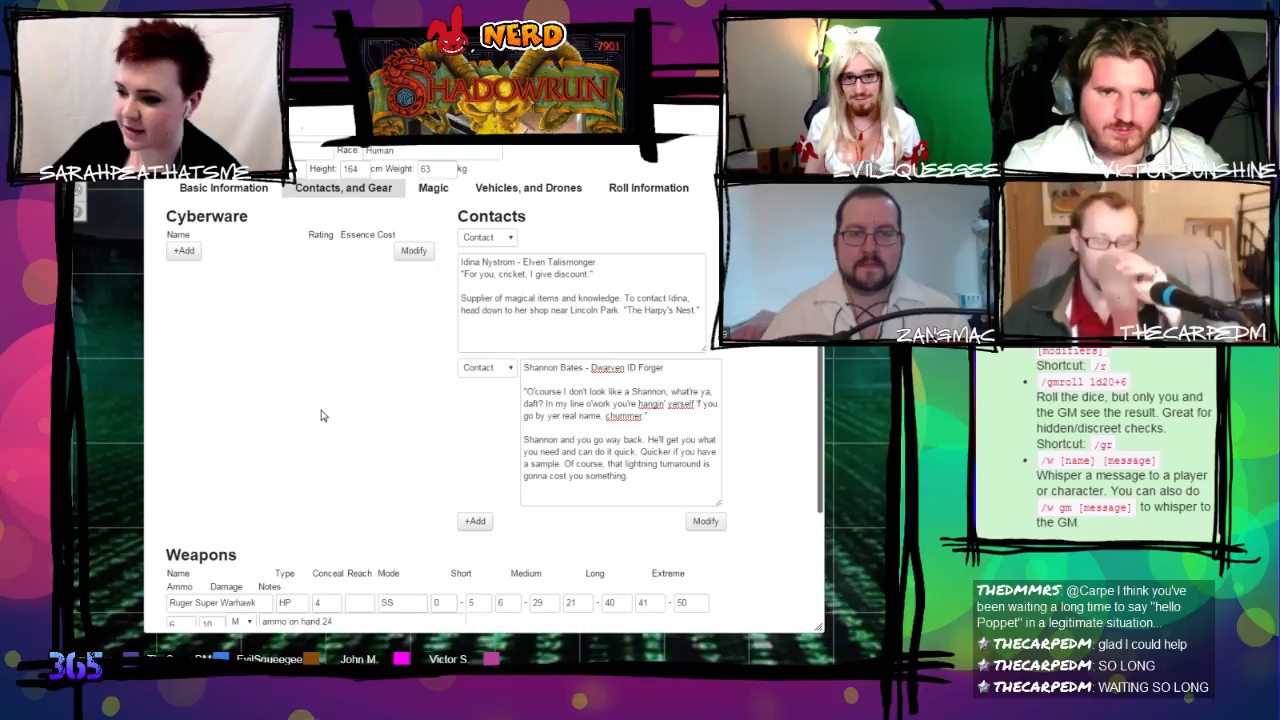 SARAHPEATHATSME
NERD
7901
SHADOWRUN
EVILSQUEEGEE
VICTORSUNSHINE
ZANEMAC
THECARPEDM
Race: Human
Height: 164 cm Weight: 63 kg
Basic Information Contacts, and Gear Magic Vehicles, and Drones Roll Information
Cyberware
Name Rating Essence Cost
+Add Modify
Contacts
Contact
Idina Nystrom - Elven Talismonger
"For you, cricket, I give discount."
Supplier of magical items and knowledge. To contact Idina,
head down to her shop near Lincoln Park. "The Harpy's Nest."
Contact
Shannon Bates - Dwarven ID Forger
"O'course I don't look like a Shannon, what're ya,
daft? In my line o'work you're hangin' yerself 'f you
go by yer real name, chummer."
Shannon and you go way back. He'll get you what
you need and can do it quick. Quicker if you have
a sample. Of course, that lightning turnaround is
gonna cost you something.
+Add Modify
Weapons
Name Type Conceal Reach Mode Short Medium Long Extreme
Ammo Damage Notes
Ruger Super Warhawk HP 4 SS 0 - 5 6 - 29 21 - 40 41 - 50
6 10 M ammo on hand 24
[modifiers]
Shortcut: /r
/gmroll 1d20+6
Roll the dice, but only you and
the GM see the result. Great for
hidden/discreet checks.
Shortcut: /gr
/w [name] [message]
Whisper a message to a player
or character. You can also do
/w gm [message] to whisper to
the GM.
THEDMMRS: @Carpe I think you've
been waiting a long time to say "hello
Poppet" in a legitimate situation...
THECARPEDM: glad I could help
THECARPEDM: SO LONG
THECARPEDM: WAITING SO LONG
365 TheCarpeDM EvilSqueegee John M. Victor S.